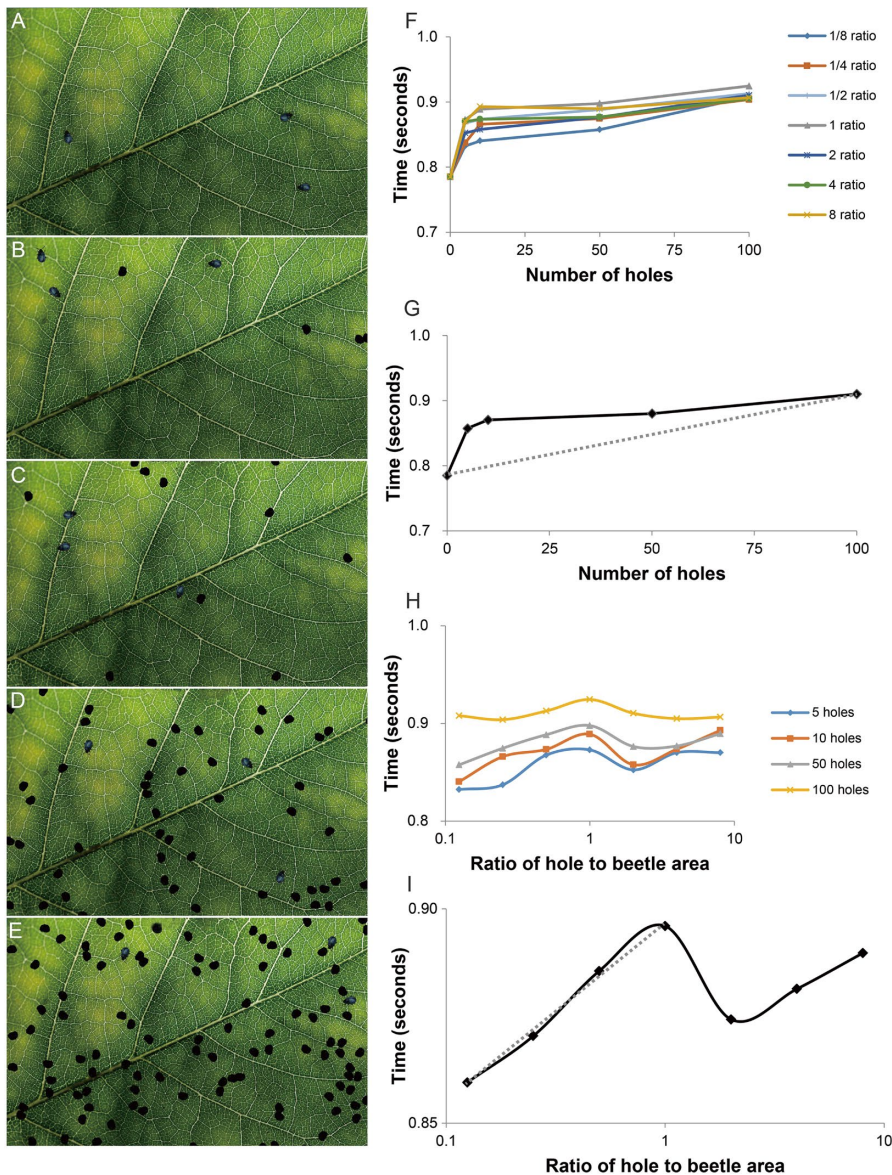 A
B
C
D
E
F
Time (seconds)
1.0
0.9
0.8
0.7
0 25 50 75 100
Number of holes
1/8 ratio
1/4 ratio
1/2 ratio
1 ratio
2 ratio
4 ratio
8 ratio
G
Time (seconds)
1.0
0.9
0.8
0.7
0 25 50 75 100
Number of holes
H
Time (seconds)
1.0
0.9
0.8
0.1 1 10
Ratio of hole to beetle area
5 holes
10 holes
50 holes
100 holes
I
Time (seconds)
0.90
0.85
0.1 1 10
Ratio of hole to beetle area